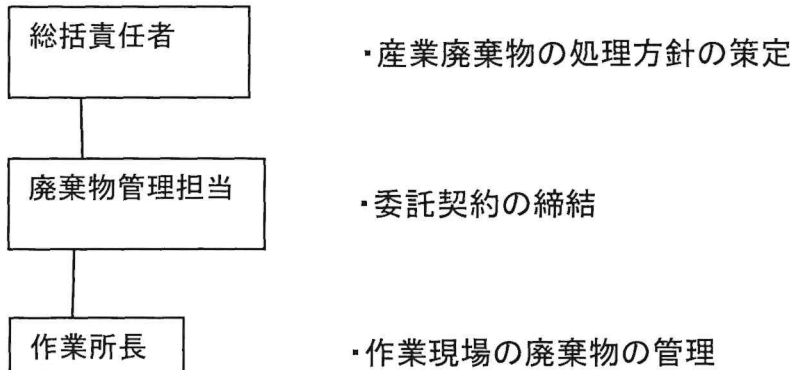 総括責任者
・産業廃棄物の処理方針の策定
廃棄物管理担当
・委託契約の締結
作業所長
・作業現場の廃棄物の管理